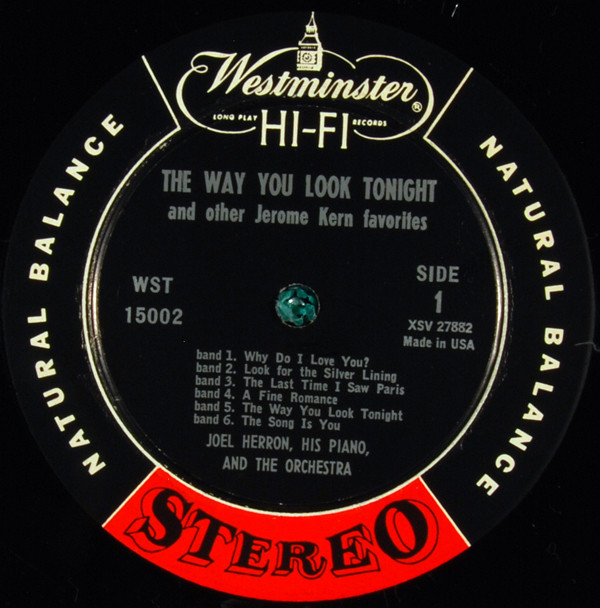 Westminster®
LONG PLAY RECORDS
HI-FI
NATURAL BALANCE
NATURAL BALANCE
THE WAY YOU LOOK TONIGHT
and other Jerome Kern favorites
WST
15002
SIDE
1
XSV 27882
Made in USA
band 1. Why Do I Love You?
band 2. Look for the Silver Lining
band 3. The Last Time I Saw Paris
band 4. A Fine Romance
band 5. The Way You Look Tonight
band 6. The Song Is You
JOEL HERRON, HIS PIANO,
AND THE ORCHESTRA
STEREO